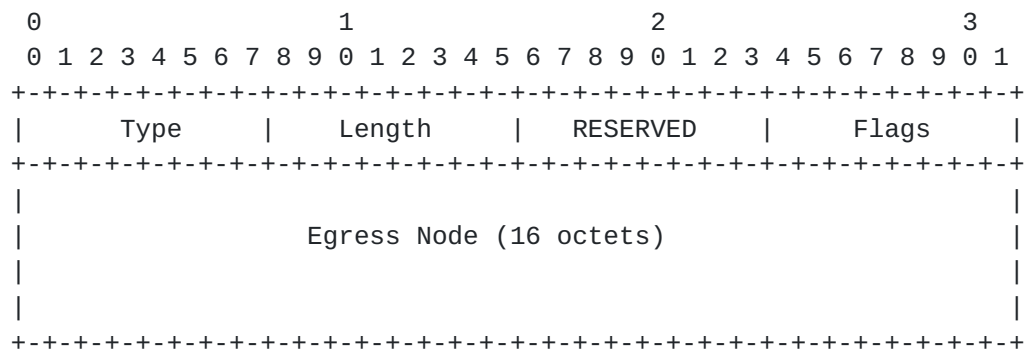 0                   1                   2                   3
 0 1 2 3 4 5 6 7 8 9 0 1 2 3 4 5 6 7 8 9 0 1 2 3 4 5 6 7 8 9 0 1
+-+-+-+-+-+-+-+-+-+-+-+-+-+-+-+-+-+-+-+-+-+-+-+-+-+-+-+-+-+-+-+-+
|      Type     |    Length     |   RESERVED    |     Flags     |
+-+-+-+-+-+-+-+-+-+-+-+-+-+-+-+-+-+-+-+-+-+-+-+-+-+-+-+-+-+-+-+-+
|                                                               |
|                  Egress Node (16 octets)                      |
|                                                               |
|                                                               |
+-+-+-+-+-+-+-+-+-+-+-+-+-+-+-+-+-+-+-+-+-+-+-+-+-+-+-+-+-+-+-+-+